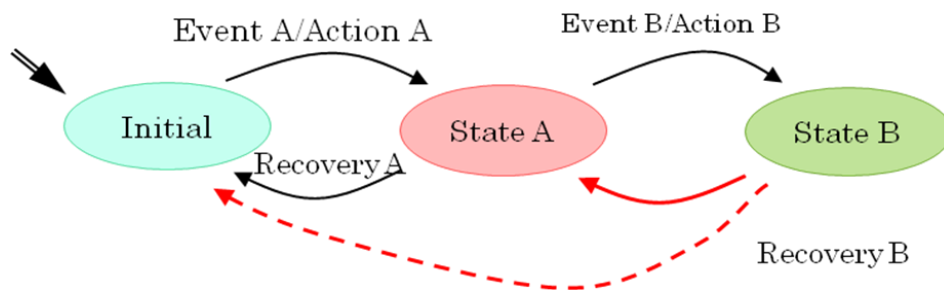 Event A/Action A
Event B/Action B
Initial
State A
State B
Recovery A
Recovery B